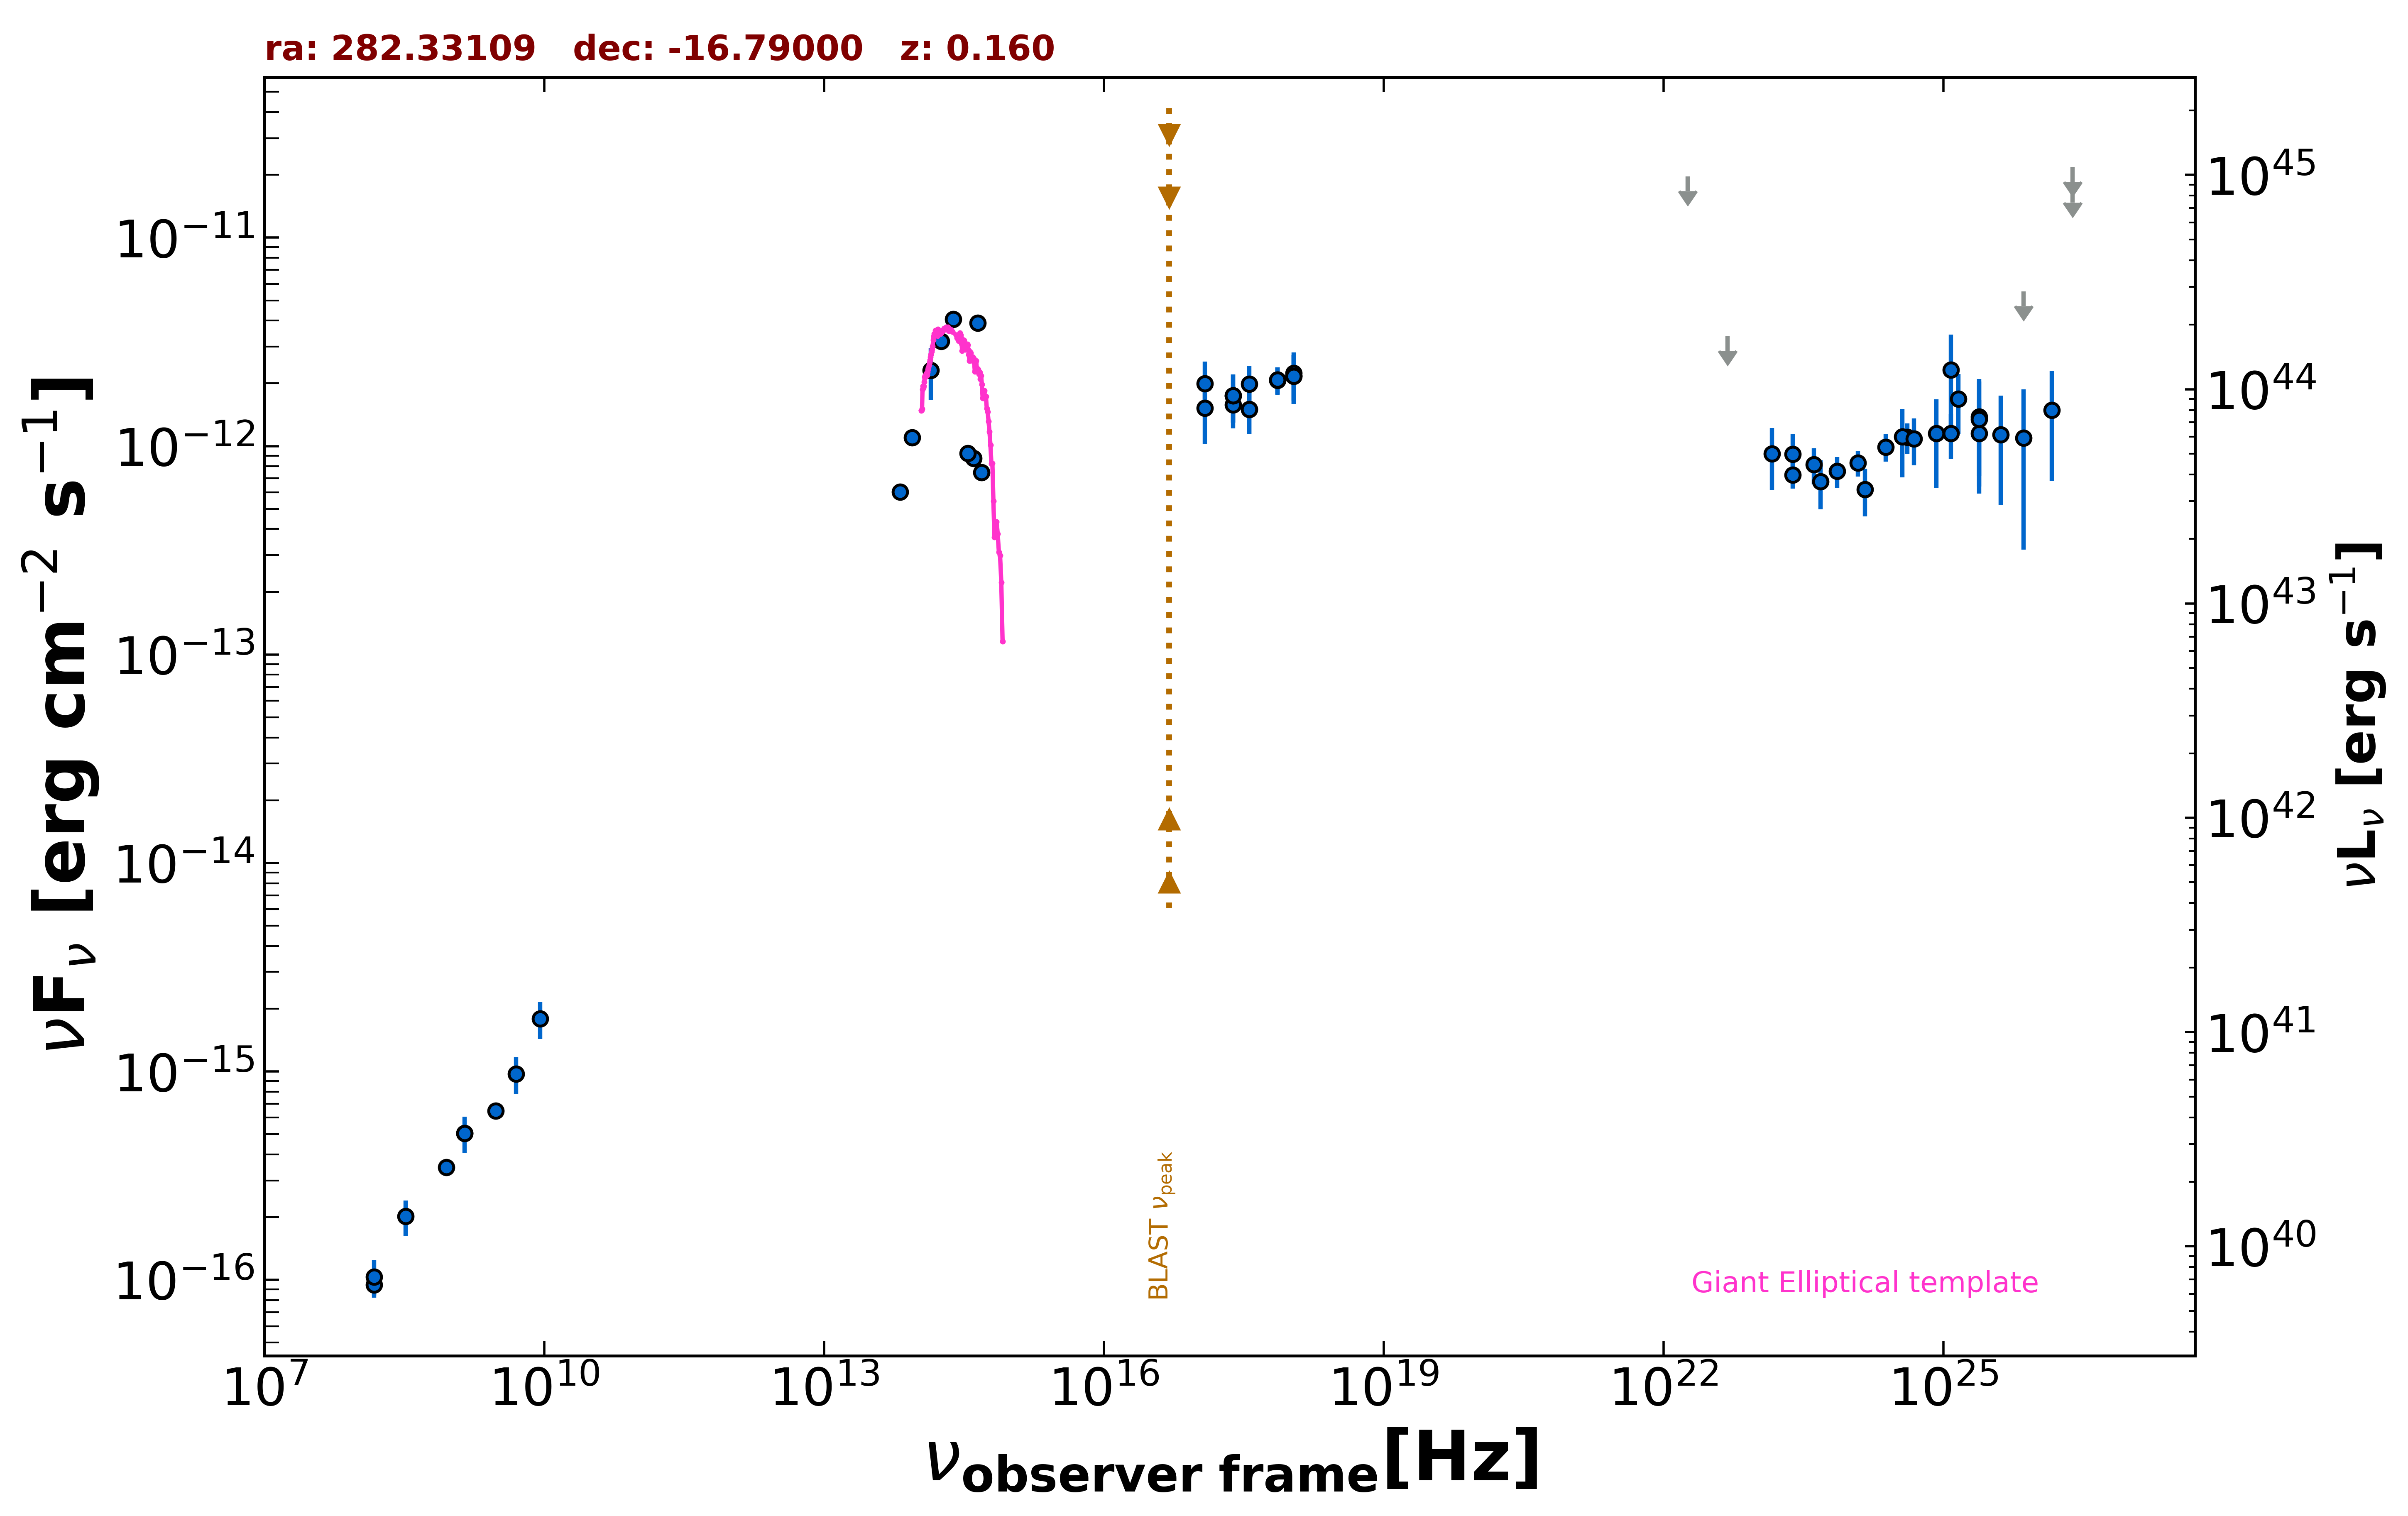 ra: 282.33109 dec: -16.79000 z: 0.160
νF_ν [erg cm⁻² s⁻¹]
10⁻¹¹
10⁻¹²
10⁻¹³
10⁻¹⁴
10⁻¹⁵
10⁻¹⁶
BLAST ν_peak
Giant Elliptical template
10⁴⁵
10⁴⁴
10⁴³
10⁴²
10⁴¹
10⁴⁰
νL_ν [erg s⁻¹]
10⁷ 10¹⁰ 10¹³ 10¹⁶ 10¹⁹ 10²² 10²⁵
ν_observer frame [Hz]